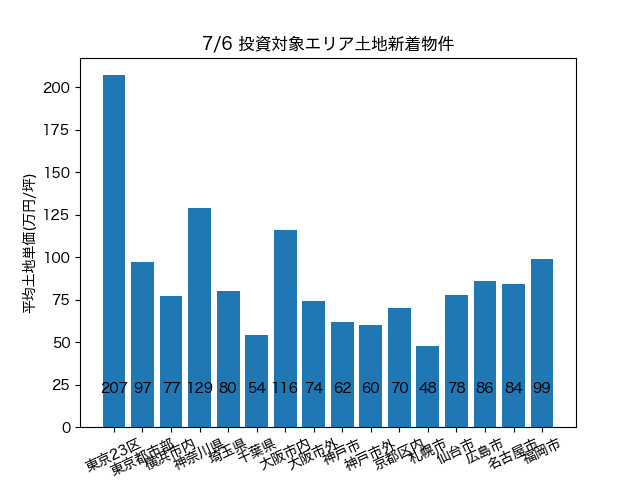 7/6 投資対象エリア土地新着物件
平均土地単価(万円/坪)
200
175
150
125
100
75
50
25
0
207 97 77 129 80 54 116 74 62 60 70 48 78 86 84 99
東京23区 東京都市部 横浜市内 神奈川県 埼玉県 千葉県 大阪市内 大阪市外 神戸市 神戸市外 京都区内 札幌市 仙台市 広島市 名古屋市 福岡市